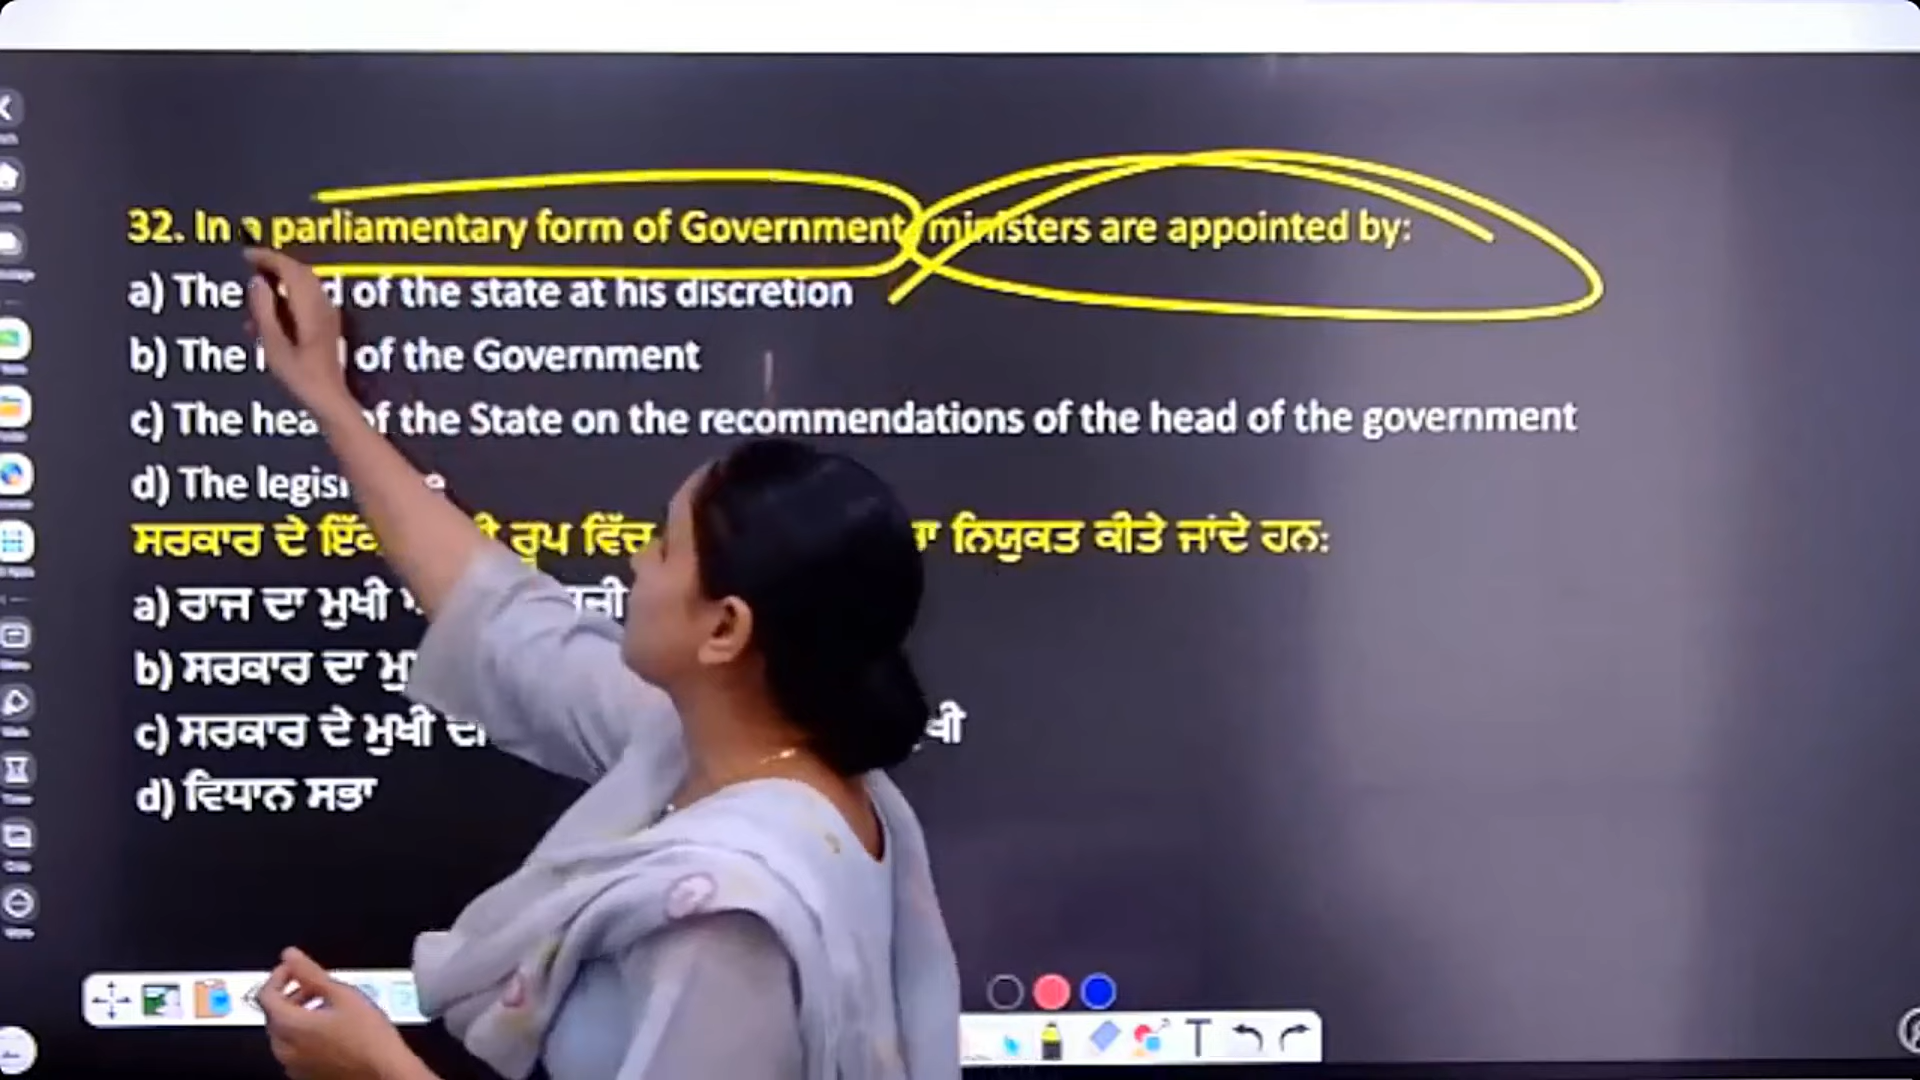 32. In a parliamentary form of Government, ministers are appointed by:
a) The of the state at his discretion
b) The of the Government
c) The head of the State on the recommendations of the head of the government
d) The
ਸਰਕਾਰ ਦੇ ਰੂਪ ਵਿੱਚ ਨਿਯੁਕਤ ਕੀਤੇ ਜਾਂਦੇ ਹਨ:
a) ਰਾਜ ਦਾ ਮੁਖੀ
b) ਸਰਕਾਰ ਦਾ
c) ਸਰਕਾਰ ਦੇ ਮੁਖੀ
d) ਵਿਧਾਨ ਸਭਾ
T